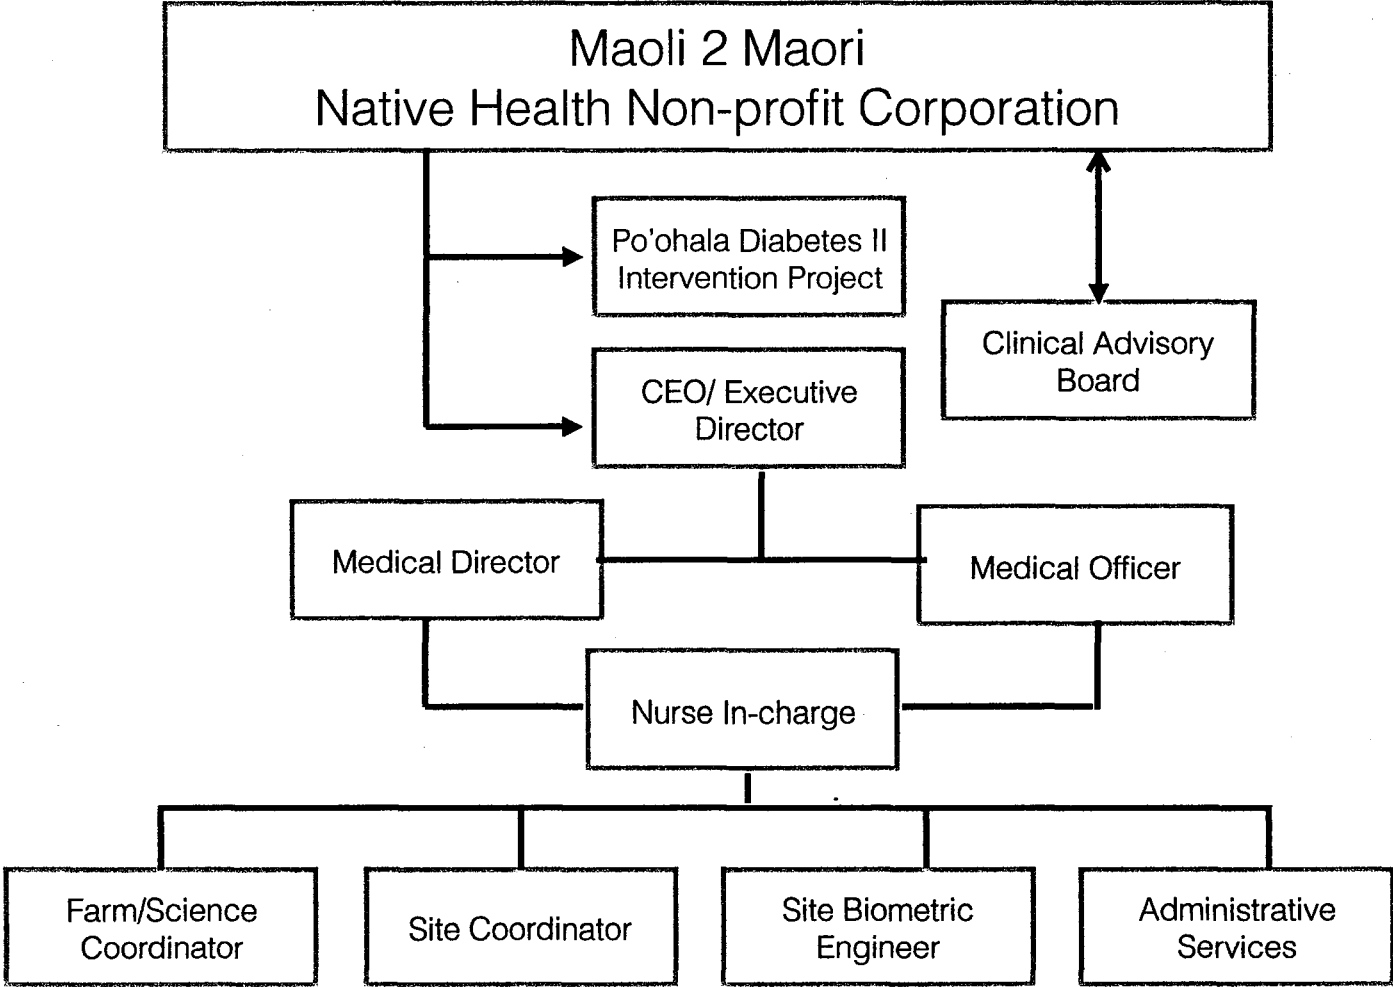 Maoli 2 Maori
Native Health Non-profit Corporation
Po'ohala Diabetes II
Intervention Project
Clinical Advisory
Board
CEO/ Executive
Director
Medical Director
Medical Officer
Nurse In-charge
Farm/Science
Coordinator
Site Coordinator
Site Biometric
Engineer
Administrative
Services